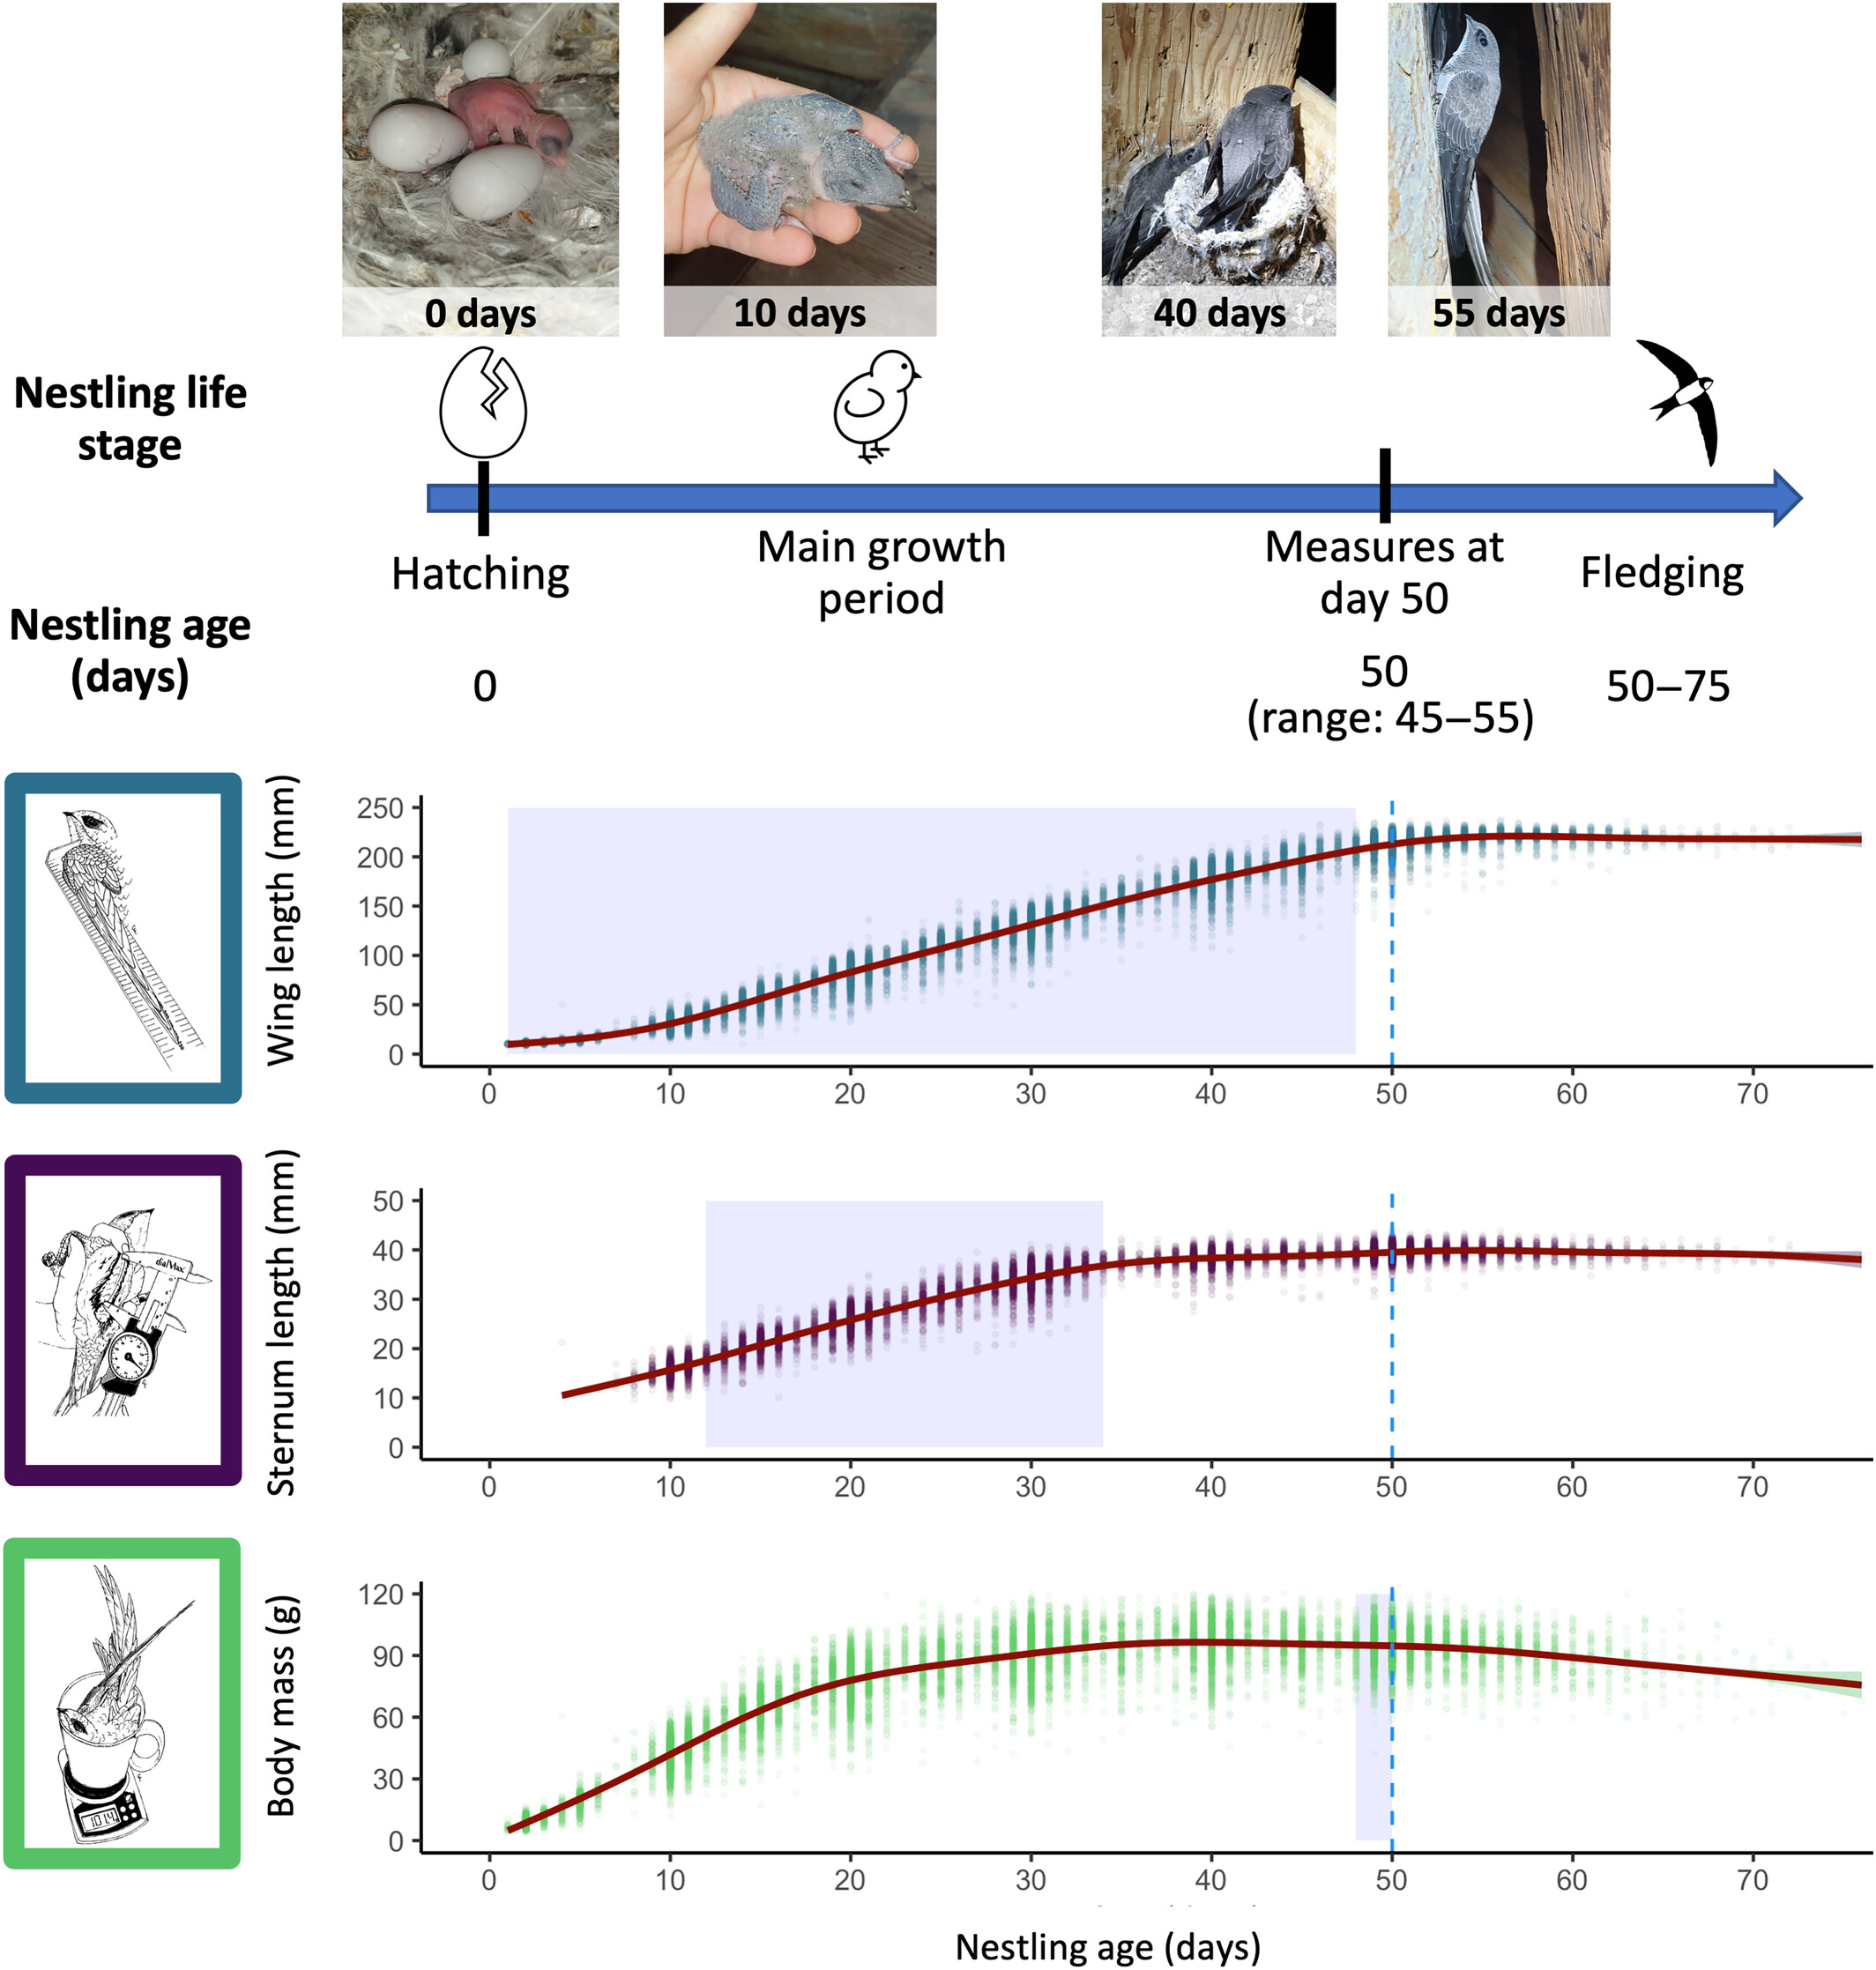 0 days
10 days
40 days
55 days
Nestling life
stage
Hatching
Main growth
period
Measures at
day 50
Fledging
Nestling age
(days)
0
50
(range: 45–55)
50–75
Wing length (mm)
250
200
150
100
50
0
0 10 20 30 40 50 60 70
dialMax
Sternum length (mm)
50
40
30
20
10
0
0 10 20 30 40 50 60 70
Body mass (g)
120
90
60
30
0
0 10 20 30 40 50 60 70
Nestling age (days)